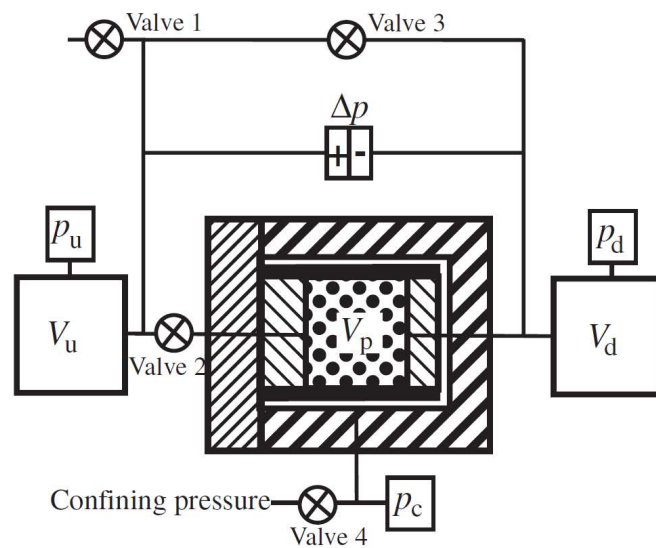 Valve 1
Valve 3
Δp
+ -
p_u
p_d
V_u
V_p
V_d
Valve 2
Confining pressure
p_c
Valve 4